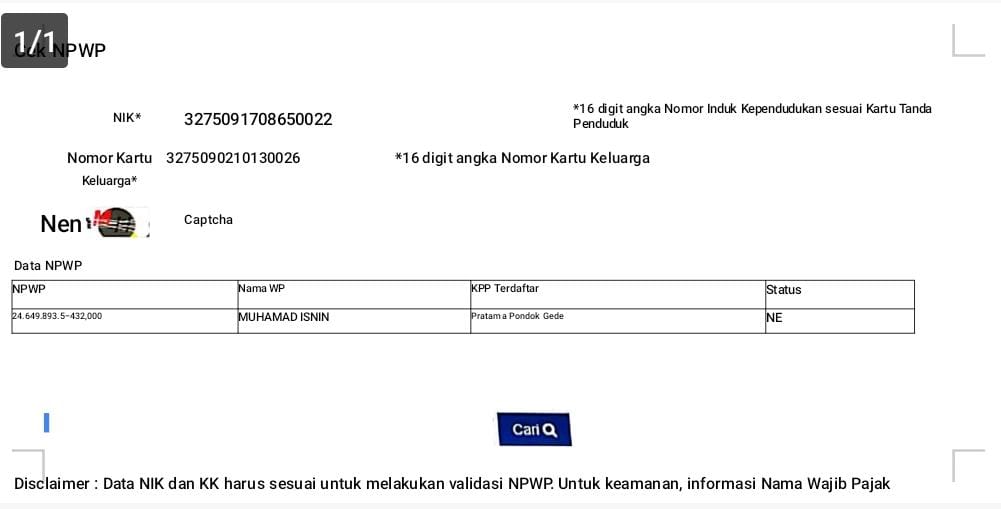 1/1
Cek NPWP
NIK* 3275091708650022 *16 digit angka Nomor Induk Kependudukan sesuai Kartu Tanda
Penduduk
Nomor Kartu 3275090210130026 *16 digit angka Nomor Kartu Keluarga
Keluarga*
Nen Captcha
Data NPWP
NPWP Nama WP KPP Terdaftar Status
24.649.893.5-432,000 MUHAMAD ISNIN Pratama Pondok Gede NE
Cari
Disclaimer : Data NIK dan KK harus sesuai untuk melakukan validasi NPWP. Untuk keamanan, informasi Nama Wajib Pajak